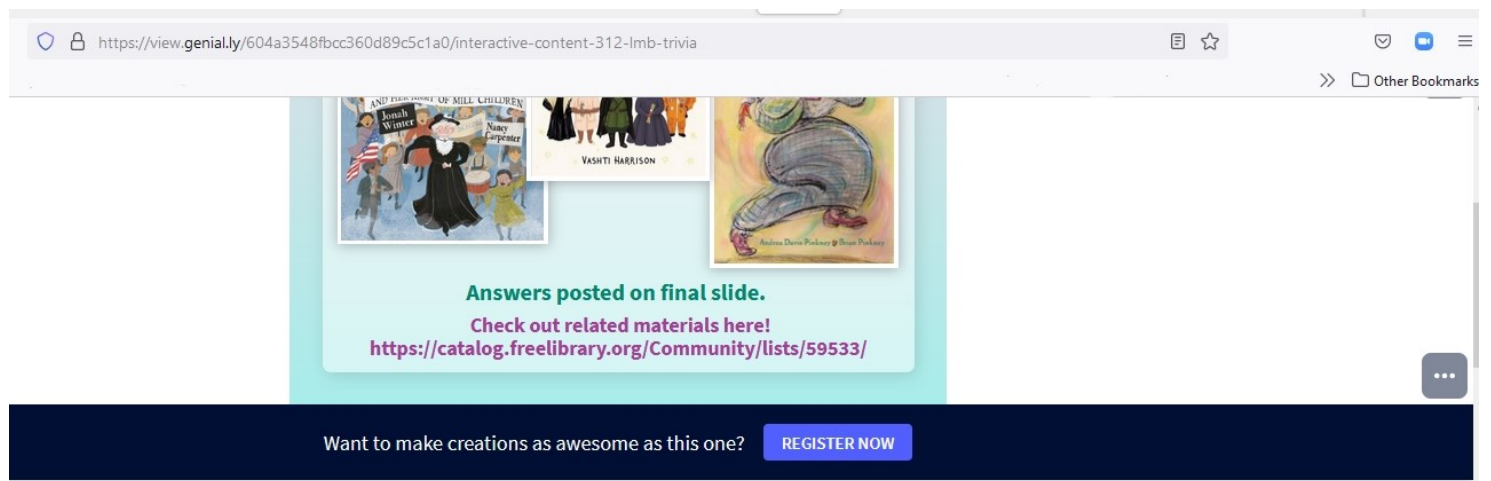 https://view.genial.ly/604a3548fbcc360d89c5c1a0/interactive-content-312-lmb-trivia
Other Bookmarks
AND HER ARMY OF MILL CHILDREN
Jonah
Winter
Nancy
Carpenter
VASHTI HARRISON
Andrea Davis Pinkney & Brian Pinkney
Answers posted on final slide.
Check out related materials here!
https://catalog.freelibrary.org/Community/lists/59533/
Want to make creations as awesome as this one?
REGISTER NOW